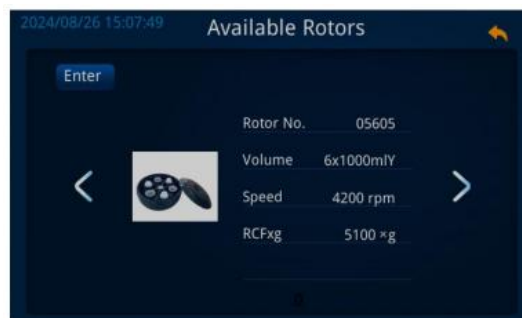 2024/08/26 15:07:49
Available Rotors
Enter
Rotor No. 05605
Volume 6x1000mlY
Speed 4200 rpm
RCFxg 5100 ×g